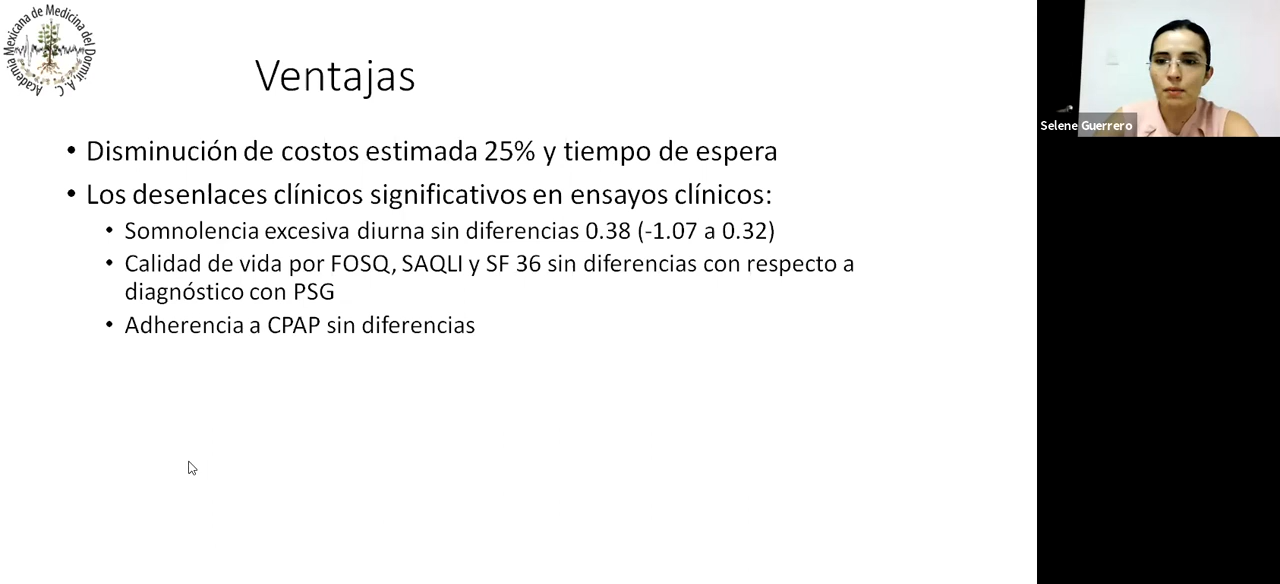 Academia Mexicana de Medicina del Dormir, A. C.
Ventajas
• Disminución de costos estimada 25% y tiempo de espera
• Los desenlaces clínicos significativos en ensayos clínicos:
• Somnolencia excesiva diurna sin diferencias 0.38 (-1.07 a 0.32)
• Calidad de vida por FOSQ, SAQLI y SF 36 sin diferencias con respecto a
diagnóstico con PSG
• Adherencia a CPAP sin diferencias
Selene Guerrero